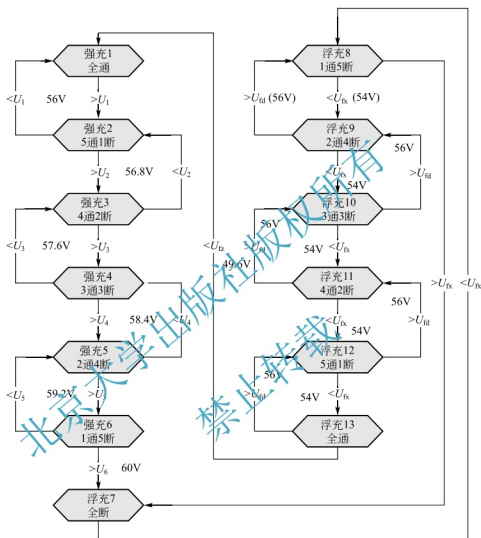 强充1
全通
<U₁
56V
>U₁
强充2
5通1断
>U₂
56.8V
<U₂
强充3
4通2断
<U₃
57.6V
>U₃
强充4
3通3断
>U₄
58.4V
<U₄
强充5
2通4断
<U₅
59.2V
>U
强充6
1通5断
>U₆
60V
浮充7
全断
<Ufz
浮充8
1通5断
>Ufd (56V)
<Ufx (54V)
浮充9
2通4断
56V
<Ufx
54V
>Ufd
浮充10
3通3断
56V
>Ufd
49.6V
54V
<Ufx
浮充11
4通2断
56V
<Ufx
54V
>Ufd
浮充12
5通1断
56V
>Ufd
54V
<Ufx
浮充13
全通
>Ufx
<Ufx
北京大学出版社版权所有
禁止转载